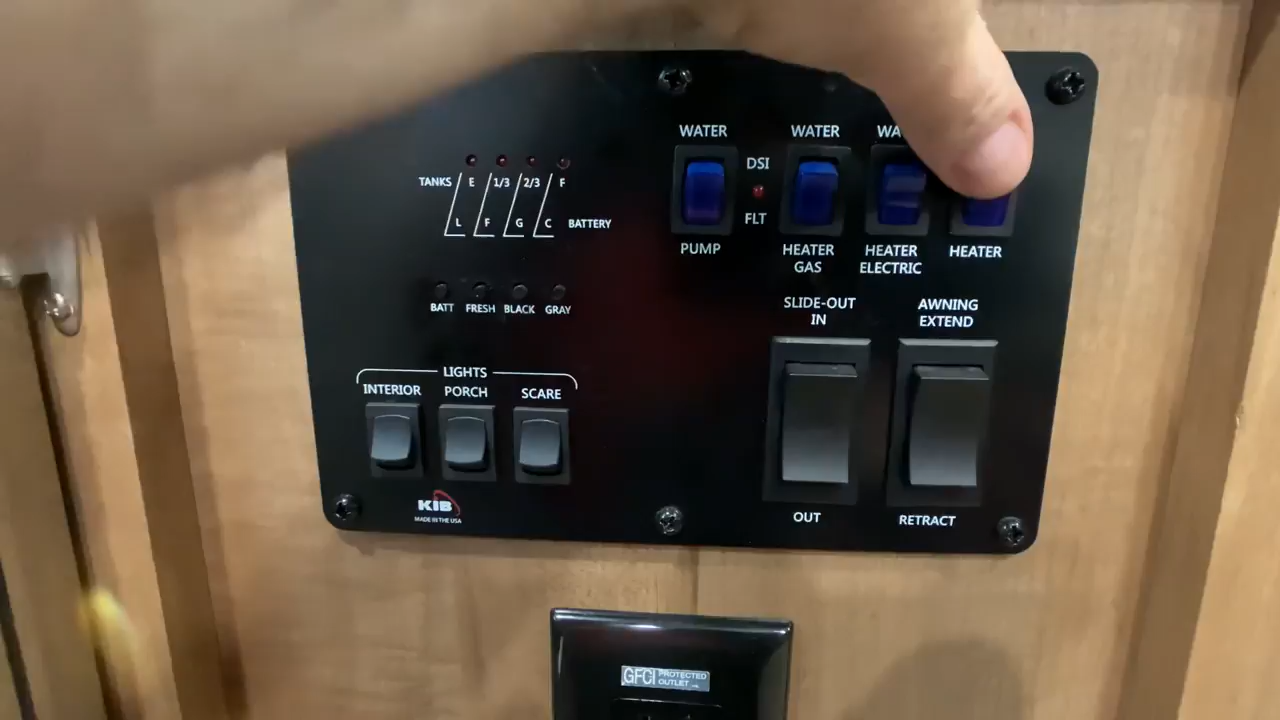 WATER
WATER
WA
TANKS E 1/3 2/3 F
DSI
L F G C BATTERY
FLT
PUMP
HEATER
GAS
HEATER
ELECTRIC
HEATER
BATT FRESH BLACK GRAY
SLIDE-OUT
IN
AWNING
EXTEND
LIGHTS
INTERIOR PORCH SCARE
KIB
MADE IN THE USA
OUT
RETRACT
GFCI PROTECTED
OUTLET